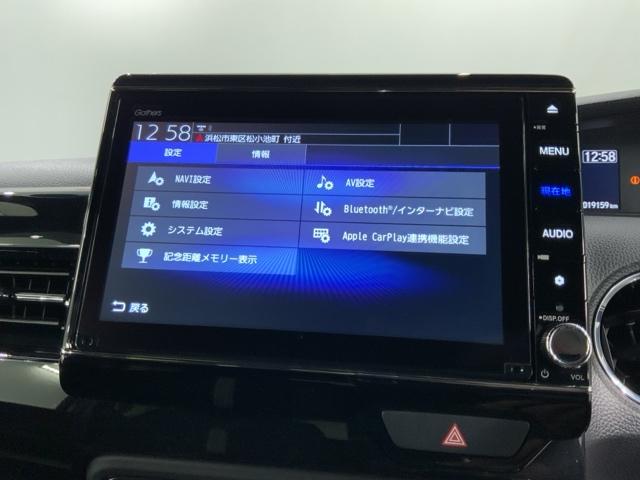 Gathers
12 58
浜松市東区松小池町 付近
設定
情報
NAVI設定
AV設定
情報設定
Bluetooth®/インターナビ設定
システム設定
Apple CarPlay連携機能設定
記念距離メモリー表示
戻る
MENU
現在地
AUDIO
DISP.OFF
VOL
12:58
019159km